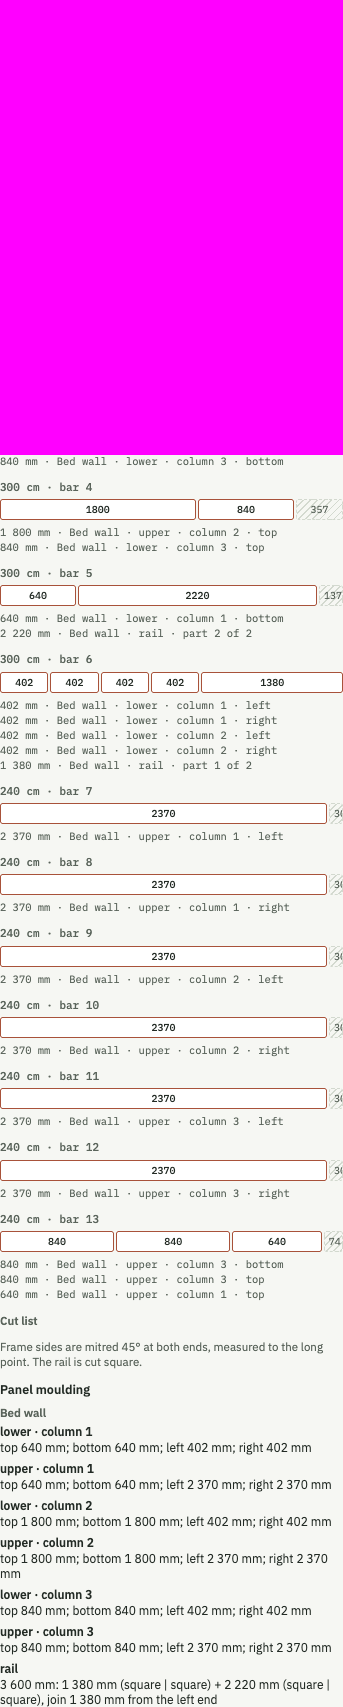 840 mm · Bed wall · lower · column 3 · bottom
300 cm · bar 4
1800 840 357
1 800 mm · Bed wall · upper · column 2 · top
840 mm · Bed wall · lower · column 3 · top
300 cm · bar 5
640 2220 137
640 mm · Bed wall · lower · column 1 · bottom
2 220 mm · Bed wall · rail · part 2 of 2
300 cm · bar 6
402 402 402 402 1380
402 mm · Bed wall · lower · column 1 · left
402 mm · Bed wall · lower · column 1 · right
402 mm · Bed wall · lower · column 2 · left
402 mm · Bed wall · lower · column 2 · right
1 380 mm · Bed wall · rail · part 1 of 2
240 cm · bar 7
2370
2 370 mm · Bed wall · upper · column 1 · left
240 cm · bar 8
2370
2 370 mm · Bed wall · upper · column 1 · right
240 cm · bar 9
2370
2 370 mm · Bed wall · upper · column 2 · left
240 cm · bar 10
2370
2 370 mm · Bed wall · upper · column 2 · right
240 cm · bar 11
2370
2 370 mm · Bed wall · upper · column 3 · left
240 cm · bar 12
2370
2 370 mm · Bed wall · upper · column 3 · right
240 cm · bar 13
840 840 640 74
840 mm · Bed wall · upper · column 3 · bottom
840 mm · Bed wall · upper · column 3 · top
640 mm · Bed wall · upper · column 1 · top
Cut list
Frame sides are mitred 45° at both ends, measured to the long
point. The rail is cut square.
Panel moulding
Bed wall
lower · column 1
top 640 mm; bottom 640 mm; left 402 mm; right 402 mm
upper · column 1
top 640 mm; bottom 640 mm; left 2 370 mm; right 2 370 mm
lower · column 2
top 1 800 mm; bottom 1 800 mm; left 402 mm; right 402 mm
upper · column 2
top 1 800 mm; bottom 1 800 mm; left 2 370 mm; right 2 370
mm
lower · column 3
top 840 mm; bottom 840 mm; left 402 mm; right 402 mm
upper · column 3
top 840 mm; bottom 840 mm; left 2 370 mm; right 2 370 mm
rail
3 600 mm: 1 380 mm (square | square) + 2 220 mm (square |
square), join 1 380 mm from the left end